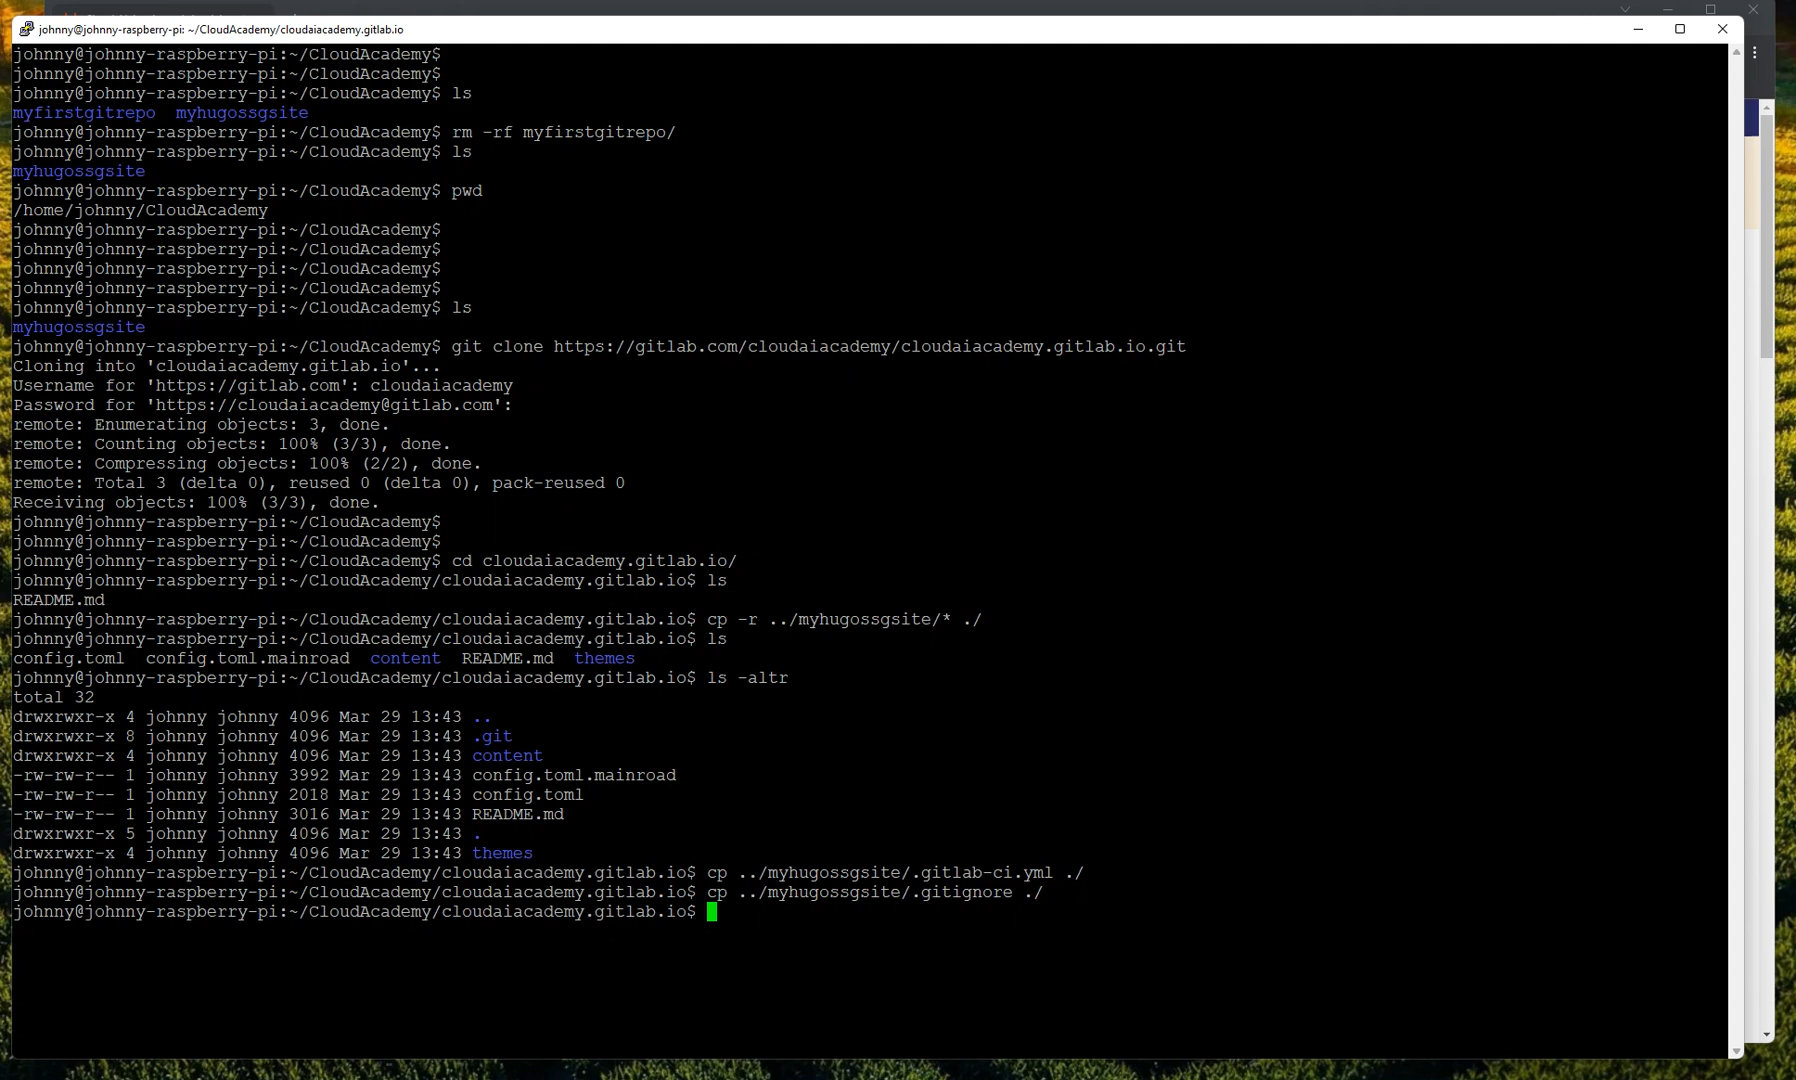 johnny@johnny-raspberry-pi: ~/CloudAcademy/cloudaiacademy.gitlab.io
johnny@johnny-raspberry-pi:~/CloudAcademy$
johnny@johnny-raspberry-pi:~/CloudAcademy$
johnny@johnny-raspberry-pi:~/CloudAcademy$ ls
myfirstgitrepo  myhugossgsite
johnny@johnny-raspberry-pi:~/CloudAcademy$ rm -rf myfirstgitrepo/
johnny@johnny-raspberry-pi:~/CloudAcademy$ ls
myhugossgsite
johnny@johnny-raspberry-pi:~/CloudAcademy$ pwd
/home/johnny/CloudAcademy
johnny@johnny-raspberry-pi:~/CloudAcademy$
johnny@johnny-raspberry-pi:~/CloudAcademy$
johnny@johnny-raspberry-pi:~/CloudAcademy$
johnny@johnny-raspberry-pi:~/CloudAcademy$
johnny@johnny-raspberry-pi:~/CloudAcademy$ ls
myhugossgsite
johnny@johnny-raspberry-pi:~/CloudAcademy$ git clone https://gitlab.com/cloudaiacademy/cloudaiacademy.gitlab.io.git
Cloning into 'cloudaiacademy.gitlab.io'...
Username for 'https://gitlab.com': cloudaiacademy
Password for 'https://cloudaiacademy@gitlab.com':
remote: Enumerating objects: 3, done.
remote: Counting objects: 100% (3/3), done.
remote: Compressing objects: 100% (2/2), done.
remote: Total 3 (delta 0), reused 0 (delta 0), pack-reused 0
Receiving objects: 100% (3/3), done.
johnny@johnny-raspberry-pi:~/CloudAcademy$
johnny@johnny-raspberry-pi:~/CloudAcademy$
johnny@johnny-raspberry-pi:~/CloudAcademy$ cd cloudaiacademy.gitlab.io/
johnny@johnny-raspberry-pi:~/CloudAcademy/cloudaiacademy.gitlab.io$ ls
README.md
johnny@johnny-raspberry-pi:~/CloudAcademy/cloudaiacademy.gitlab.io$ cp -r ../myhugossgsite/* ./
johnny@johnny-raspberry-pi:~/CloudAcademy/cloudaiacademy.gitlab.io$ ls
config.toml  config.toml.mainroad  content  README.md  themes
johnny@johnny-raspberry-pi:~/CloudAcademy/cloudaiacademy.gitlab.io$ ls -altr
total 32
drwxrwxr-x 4 johnny johnny 4096 Mar 29 13:43 ..
drwxrwxr-x 8 johnny johnny 4096 Mar 29 13:43 .git
drwxrwxr-x 4 johnny johnny 4096 Mar 29 13:43 content
-rw-rw-r-- 1 johnny johnny 3992 Mar 29 13:43 config.toml.mainroad
-rw-rw-r-- 1 johnny johnny 2018 Mar 29 13:43 config.toml
-rw-rw-r-- 1 johnny johnny 3016 Mar 29 13:43 README.md
drwxrwxr-x 5 johnny johnny 4096 Mar 29 13:43 .
drwxrwxr-x 4 johnny johnny 4096 Mar 29 13:43 themes
johnny@johnny-raspberry-pi:~/CloudAcademy/cloudaiacademy.gitlab.io$ cp ../myhugossgsite/.gitlab-ci.yml ./
johnny@johnny-raspberry-pi:~/CloudAcademy/cloudaiacademy.gitlab.io$ cp ../myhugossgsite/.gitignore ./
johnny@johnny-raspberry-pi:~/CloudAcademy/cloudaiacademy.gitlab.io$